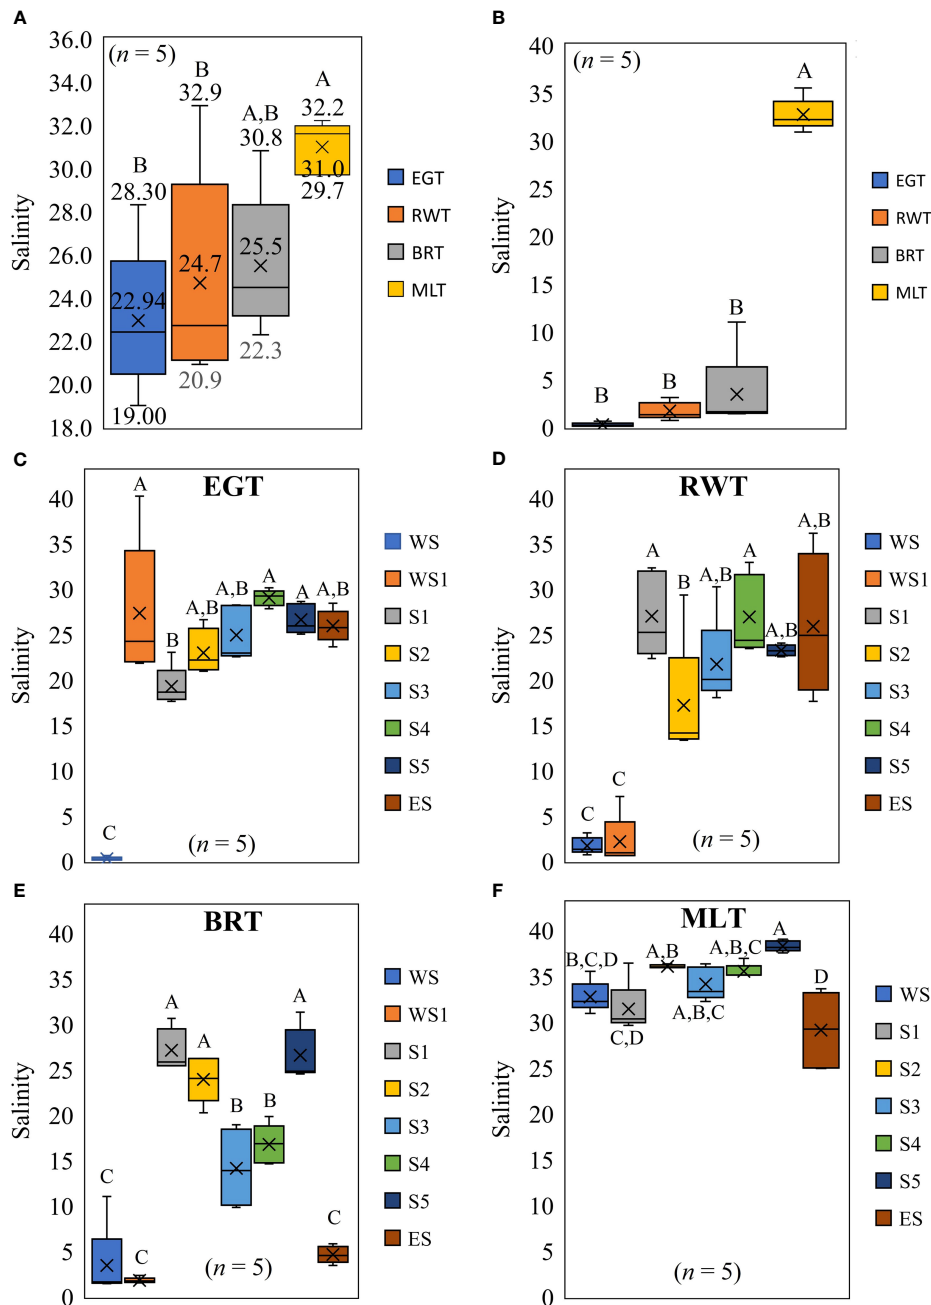 A
36.0
34.0
32.0
30.0
28.0
26.0
24.0
22.0
20.0
18.0
Salinity
(n = 5)
B
28.30
22.94
19.00
B
32.9
24.7
20.9
A,B
30.8
25.5
22.3
A
32.2
31.0
29.7
EGT
RWT
BRT
MLT
B
40
35
30
25
20
15
10
5
0
Salinity
(n = 5)
B
B
B
A
EGT
RWT
BRT
MLT
C
EGT
40
35
30
25
20
15
10
5
0
Salinity
C
A
B
A,B
A,B
A
A
A,B
(n = 5)
WS
WS1
S1
S2
S3
S4
S5
ES
D
RWT
40
35
30
25
20
15
10
5
0
Salinity
C
C
A
B
A,B
A
A,B
A,B
(n = 5)
WS
WS1
S1
S2
S3
S4
S5
ES
E
BRT
40
35
30
25
20
15
10
5
0
Salinity
C
C
A
A
B
B
A
C
(n = 5)
WS
WS1
S1
S2
S3
S4
S5
ES
F
MLT
40
35
30
25
20
15
10
5
0
Salinity
B,C,D
C,D
A,B
A,B,C
A,B,C
A
D
(n = 5)
WS
S1
S2
S3
S4
S5
ES